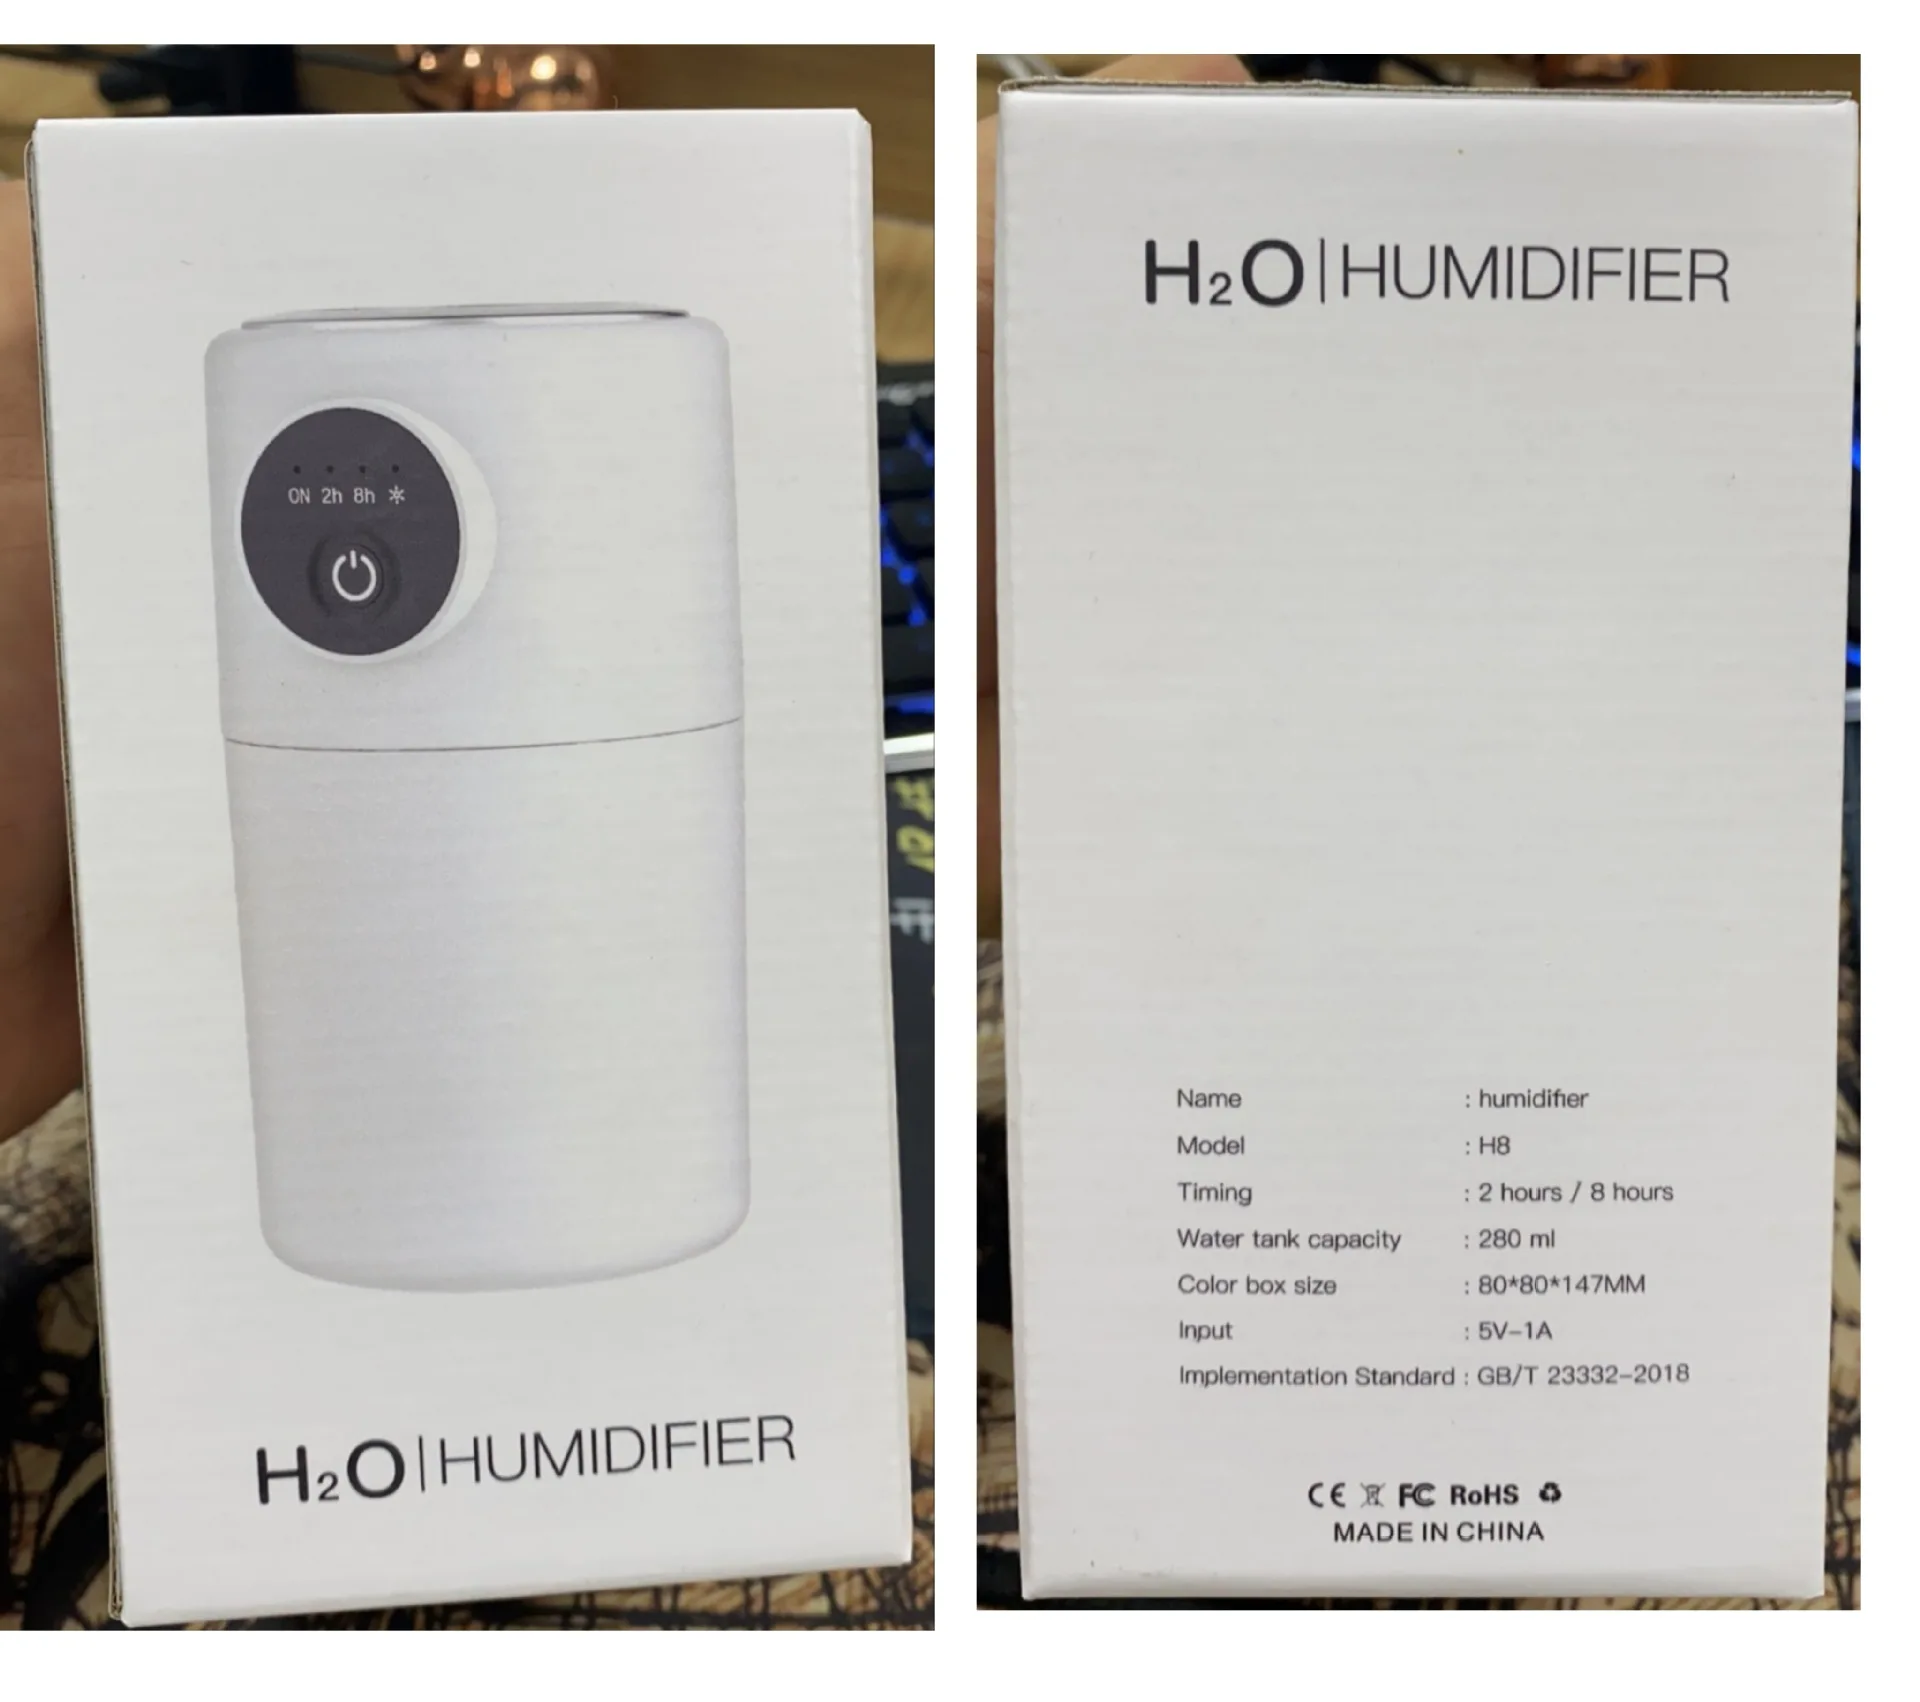 ON 2h 8h
H₂O|HUMIDIFIER
H₂O|HUMIDIFIER
Name : humidifier
Model : H8
Timing : 2 hours / 8 hours
Water tank capacity : 280 ml
Color box size : 80*80*147MM
Input : 5V-1A
Implementation Standard : GB/T 23332-2018
CE FC RoHS
MADE IN CHINA